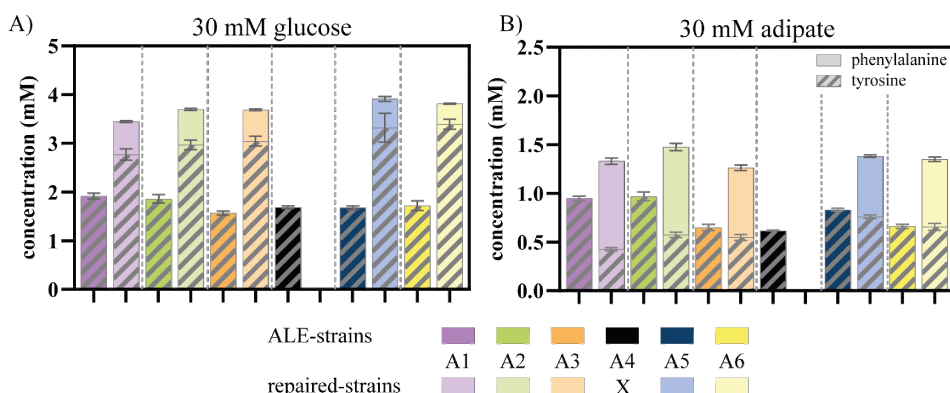 A)
30 mM glucose
concentration (mM)
5
4
3
2
1
0
B)
30 mM adipate
concentration (mM)
2.5
2.0
1.5
1.0
0.5
0.0
phenylalanine
tyrosine
ALE-strains
A1 A2 A3 A4 A5 A6
repaired-strains X